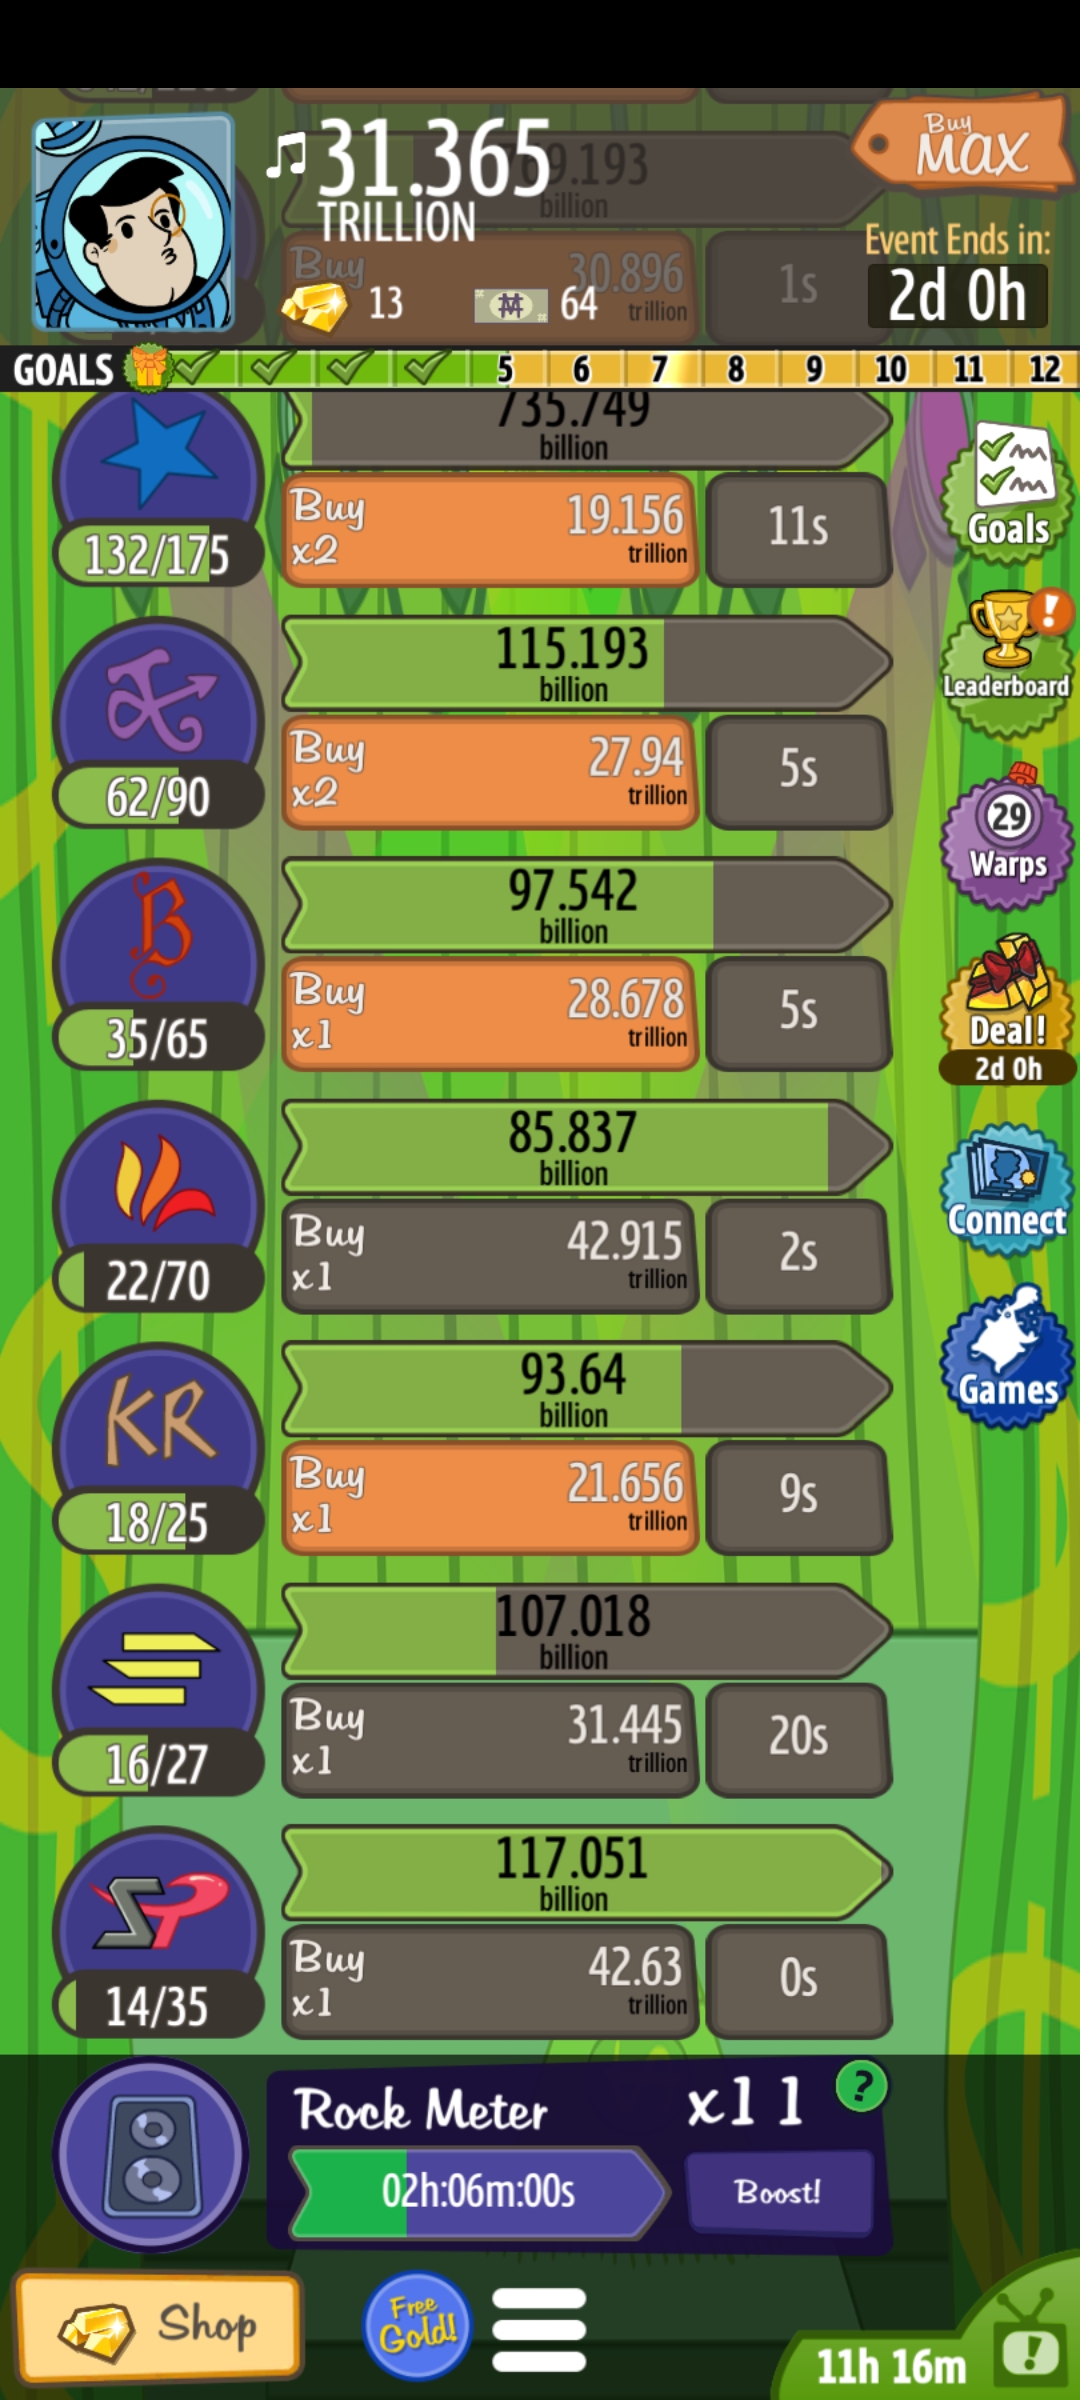 31.365
TRILLION
Buy
MAX
769.193
billion
Buy
30.896
trillion
1s
13
64
Event Ends in:
2d 0h
GOALS 5 6 7 8 9 10 11 12
735.749
billion
132/175
Buy
x2
19.156
trillion
11s
Goals
115.193
billion
62/90
Buy
x2
27.94
trillion
5s
Leaderboard
97.542
billion
B
35/65
Buy
x1
28.678
trillion
5s
29
Warps
Deal!
2d 0h
85.837
billion
22/70
Buy
x1
42.915
trillion
2s
Connect
93.64
billion
KR
18/25
Buy
x1
21.656
trillion
9s
Games
107.018
billion
16/27
Buy
x1
31.445
trillion
20s
117.051
billion
SP
14/35
Buy
x1
42.63
trillion
0s
Rock Meter
x11
?
02h:06m:00s
Boost!
Shop
Free
Gold!
11h 16m